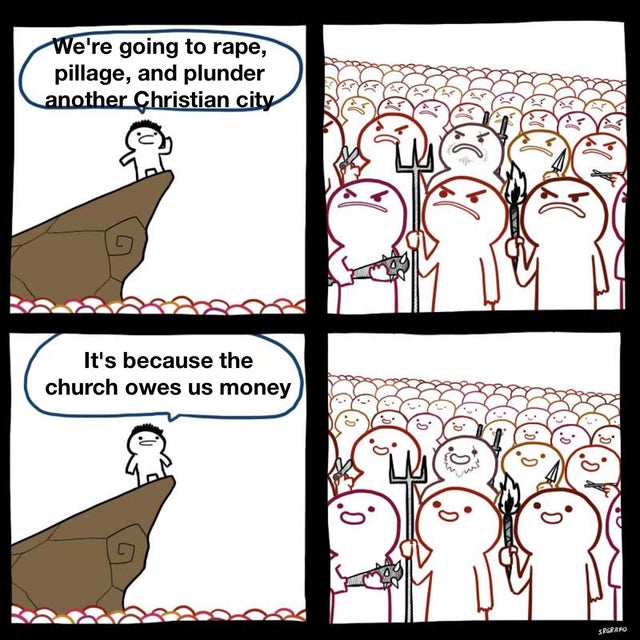 We're going to rape,
pillage, and plunder
another Christian city
It's because the
church owes us money
SRGRAFO